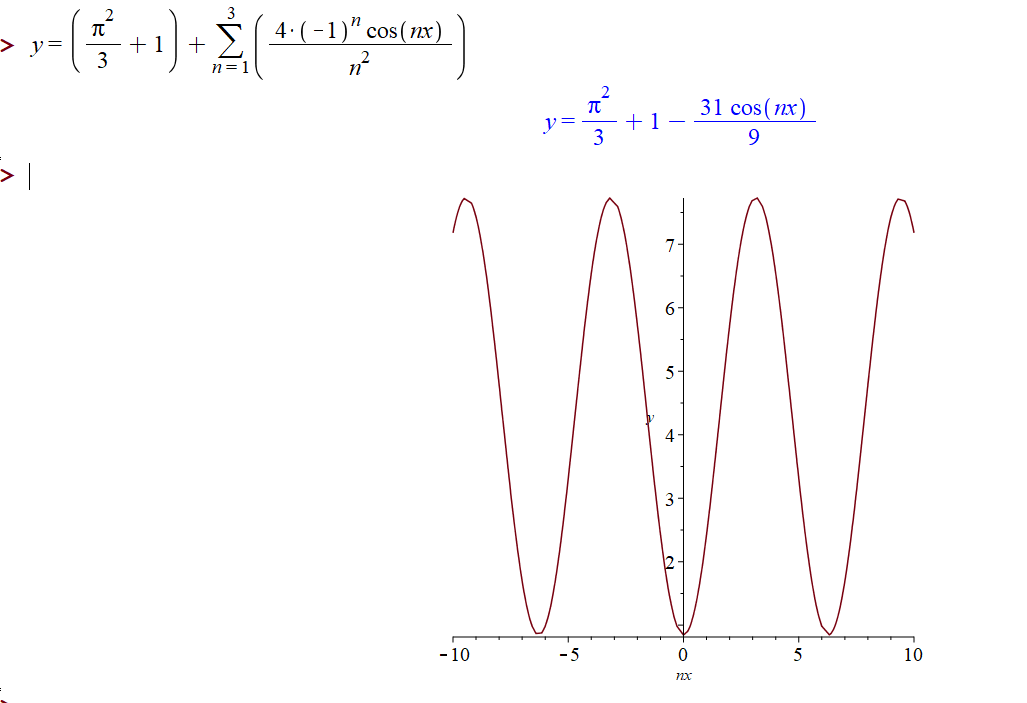 > y = (π²/3 + 1) + ∑_{n=1}^{3} (4·(−1)ⁿ cos(nx)/n²)
y = π²/3 + 1 − 31 cos(nx)/9
>
7
6
5
y
4
3
2
-10 -5 0 5 10
nx